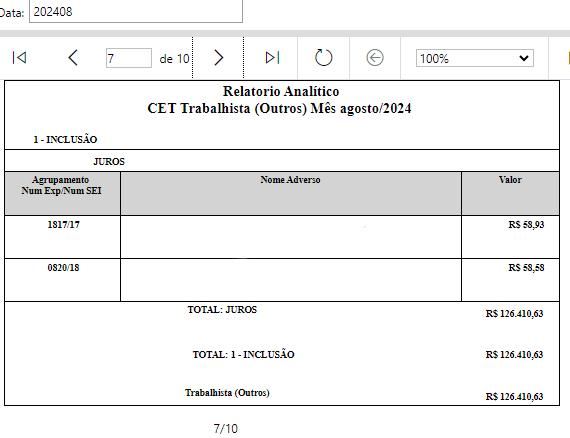 Data: 202408
7 de 10 100%
Relatorio Analítico
CET Trabalhista (Outros) Mês agosto/2024
1 - INCLUSÃO
JUROS
Agrupamento Nome Adverso Valor
Num Exp/Num SEI
1817/17 R$ 58,93
0820/18 R$ 58,58
TOTAL: JUROS R$ 126.410,63
TOTAL: 1 - INCLUSÃO R$ 126.410,63
Trabalhista (Outros) R$ 126.410,63
7/10